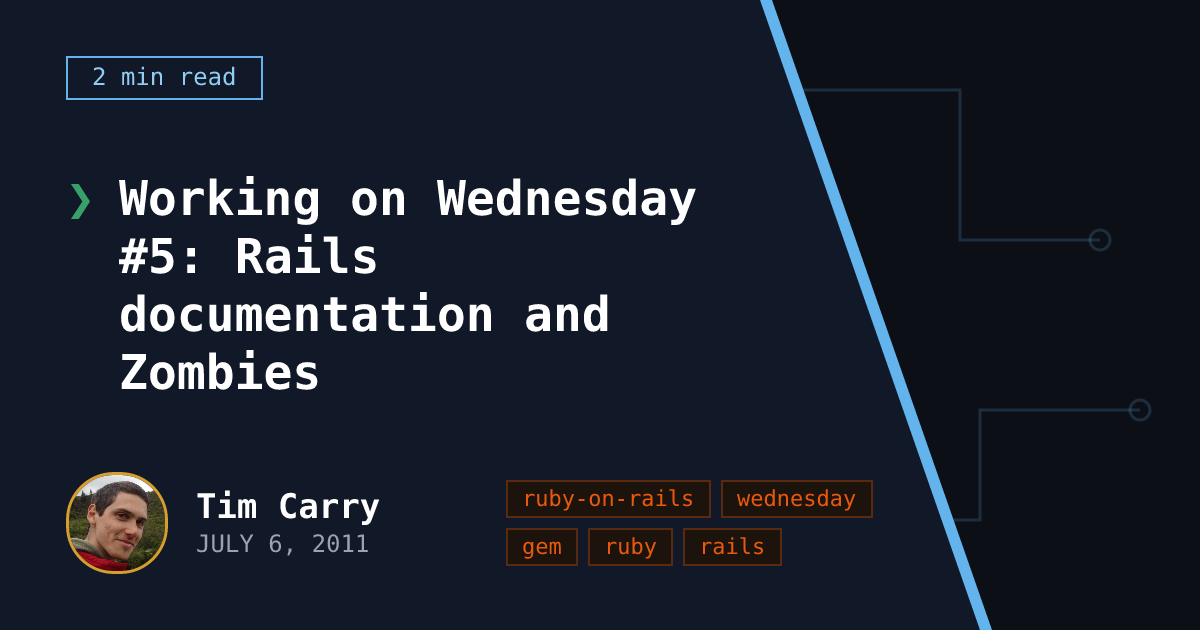 2 min read
❯ Working on Wednesday
#5: Rails
documentation and
Zombies
Tim Carry
JULY 6, 2011
ruby-on-rails wednesday
gem ruby rails